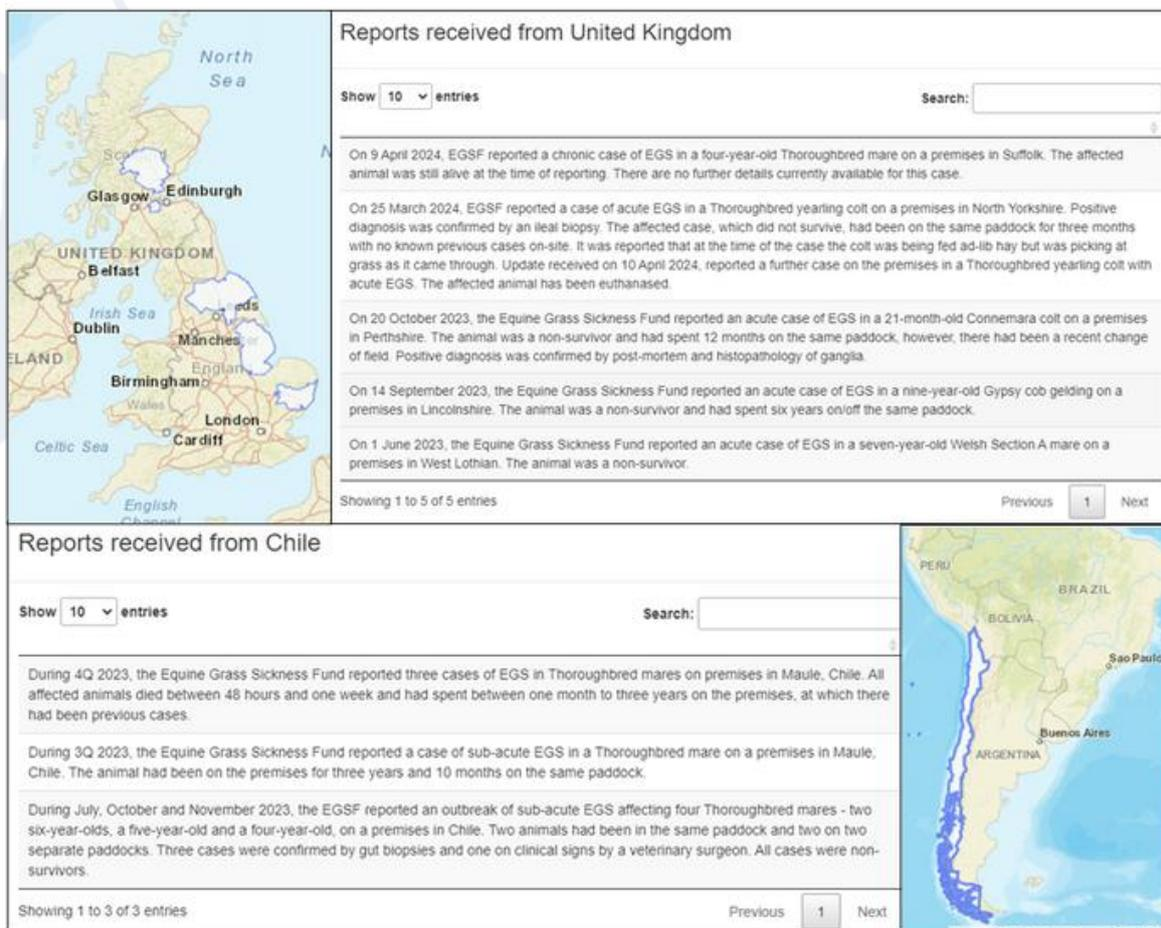 North
Sea
Glasgow
Edinburgh
UNITED KINGDOM
Belfast
Irish Sea
eds
Dublin
Manches
ELAND
England
Birmingham
Wales
London
Cardiff
Celtic Sea
English
Channel
Reports received from United Kingdom
Show 10 entries
Search:
On 9 April 2024, EGSF reported a chronic case of EGS in a four-year-old Thoroughbred mare on a premises in Suffolk. The affected
animal was still alive at the time of reporting. There are no further details currently available for this case.
On 25 March 2024, EGSF reported a case of acute EGS in a Thoroughbred yearling colt on a premises in North Yorkshire. Positive
diagnosis was confirmed by an ileal biopsy. The affected case, which did not survive, had been on the same paddock for three months
with no known previous cases on-site. It was reported that at the time of the case the colt was being fed ad-lib hay but was picking at
grass as it came through. Update received on 10 April 2024, reported a further case on the premises in a Thoroughbred yearling colt with
acute EGS. The affected animal has been euthanased.
On 20 October 2023, the Equine Grass Sickness Fund reported an acute case of EGS in a 21-month-old Connemara colt on a premises
in Perthshire. The animal was a non-survivor and had spent 12 months on the same paddock, however, there had been a recent change
of field. Positive diagnosis was confirmed by post-mortem and histopathology of ganglia.
On 14 September 2023, the Equine Grass Sickness Fund reported an acute case of EGS in a nine-year-old Gypsy cob gelding on a
premises in Lincolnshire. The animal was a non-survivor and had spent six years on/off the same paddock.
On 1 June 2023, the Equine Grass Sickness Fund reported an acute case of EGS in a seven-year-old Welsh Section A mare on a
premises in West Lothian. The animal was a non-survivor.
Showing 1 to 5 of 5 entries
Previous 1 Next
Reports received from Chile
Show 10 entries
Search:
During 4Q 2023, the Equine Grass Sickness Fund reported three cases of EGS in Thoroughbred mares on premises in Maule, Chile. All
affected animals died between 48 hours and one week and had spent between one month to three years on the premises, at which there
had been previous cases.
During 3Q 2023, the Equine Grass Sickness Fund reported a case of sub-acute EGS in a Thoroughbred mare on a premises in Maule,
Chile. The animal had been on the premises for three years and 10 months on the same paddock.
During July, October and November 2023, the EGSF reported an outbreak of sub-acute EGS affecting four Thoroughbred mares - two
six-year-olds, a five-year-old and a four-year-old, on a premises in Chile. Two animals had been in the same paddock and two on two
separate paddocks. Three cases were confirmed by gut biopsies and one on clinical signs by a veterinary surgeon. All cases were non-
survivors.
Showing 1 to 3 of 3 entries
Previous 1 Next
PERU
BRAZIL
BOLIVIA
Sao Paulo
Buenos Aires
ARGENTINA